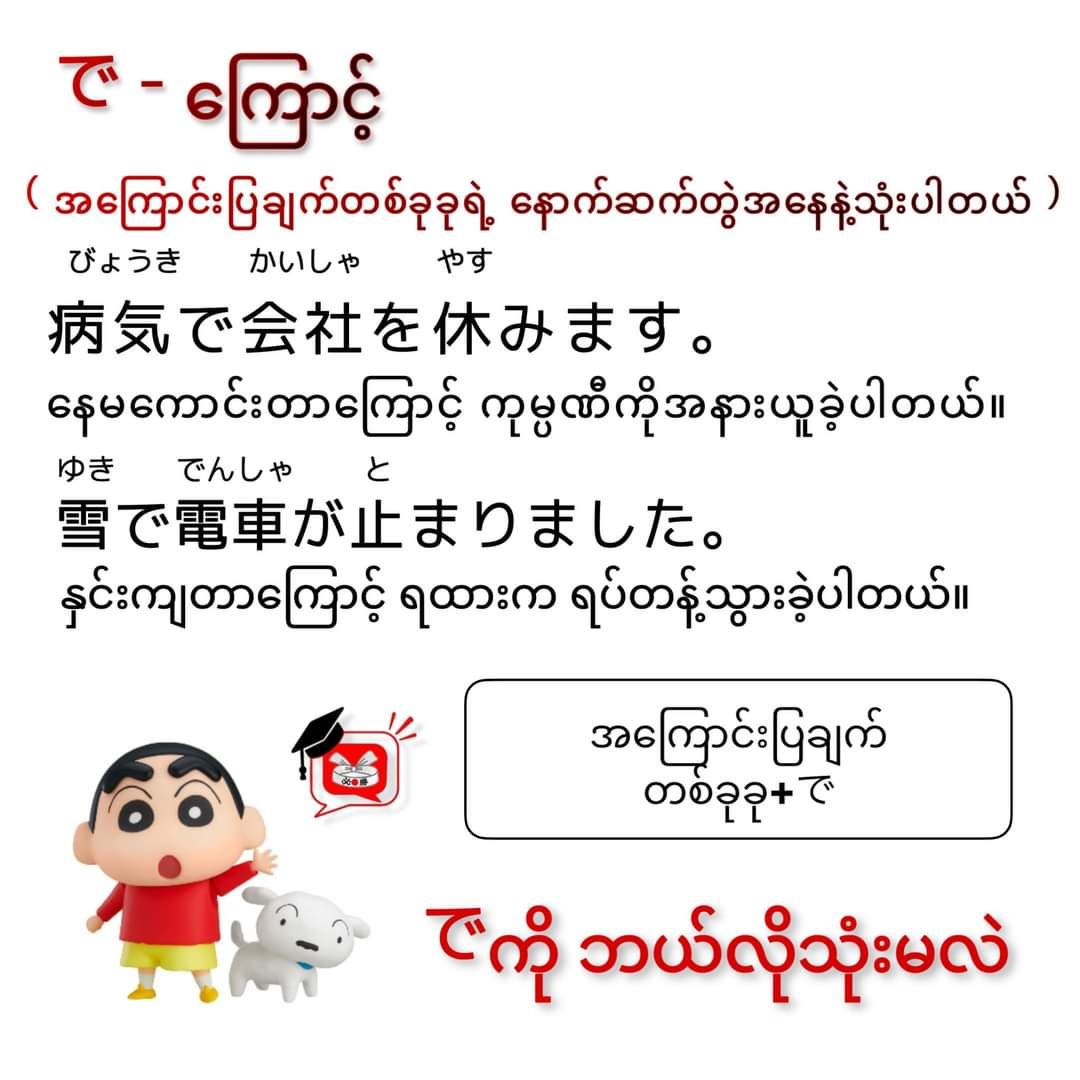 で - ကြောင့်
( အကြောင်းပြချက်တစ်ခုခုရဲ့ နောက်ဆက်တွဲအနေနဲ့သုံးပါတယ် )
びょうき かいしゃ やす
病気で会社を休みます。
နေမကောင်းတာကြောင့် ကုမ္ပဏီကိုအနားယူခဲ့ပါတယ်။
ゆき でんしゃ と
雪で電車が止まりました。
နှင်းကျတာကြောင့် ရထားက ရပ်တန့်သွားခဲ့ပါတယ်။
အကြောင်းပြချက်
တစ်ခုခု+で
でကို ဘယ်လိုသုံးမလဲ